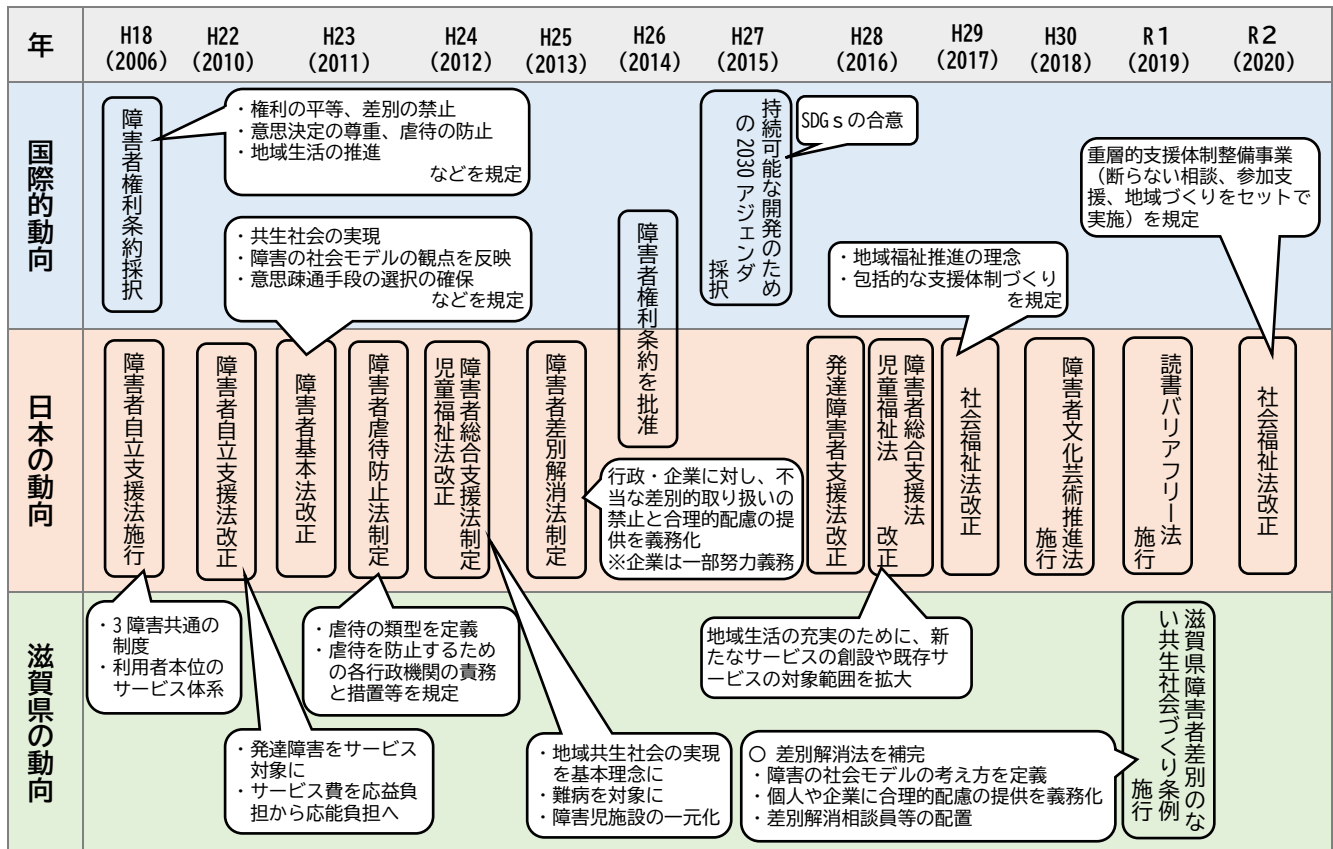 年
H18
(2006)
H22
(2010)
H23
(2011)
H24
(2012)
H25
(2013)
H26
(2014)
H27
(2015)
H28
(2016)
H29
(2017)
H30
(2018)
R１
(2019)
R２
(2020)
国際的動向
障害者権利条約採択
・権利の平等、差別の禁止
・意思決定の尊重、虐待の防止
・地域生活の推進
などを規定
・共生社会の実現
・障害の社会モデルの観点を反映
・意思疎通手段の選択の確保
などを規定
障害者権利条約を批准
持続可能な開発のため
の2030アジェンダ
採択
SDGｓの合意
・地域福祉推進の理念
・包括的な支援体制づくり
を規定
重層的支援体制整備事業
（断らない相談、参加支
援、地域づくりをセットで
実施）を規定
日本の動向
障害者自立支援法施行
障害者自立支援法改正
障害者基本法改正
障害者虐待防止法制定
障害者総合支援法制定
児童福祉法改正
障害者差別解消法制定
行政・企業に対し、不
当な差別的取り扱いの
禁止と合理的配慮の提
供を義務化
※企業は一部努力義務
発達障害者支援法改正
障害者総合支援法
児童福祉法　改正
社会福祉法改正
障害者文化芸術推進法
施行
読書バリアフリー法
施行
社会福祉法改正
滋賀県の動向
・3障害共通の
制度
・利用者本位の
サービス体系
・発達障害をサービス
対象に
・サービス費を応益負
担から応能負担へ
・虐待の類型を定義
・虐待を防止するため
の各行政機関の責務
と措置等を規定
・地域共生社会の実現
を基本理念に
・難病を対象に
・障害児施設の一元化
地域生活の充実のために、新
たなサービスの創設や既存サ
ービスの対象範囲を拡大
○ 差別解消法を補完
・障害の社会モデルの考え方を定義
・個人や企業に合理的配慮の提供を義務化
・差別解消相談員等の配置
滋賀県障害者差別のな
い共生社会づくり条例
施行